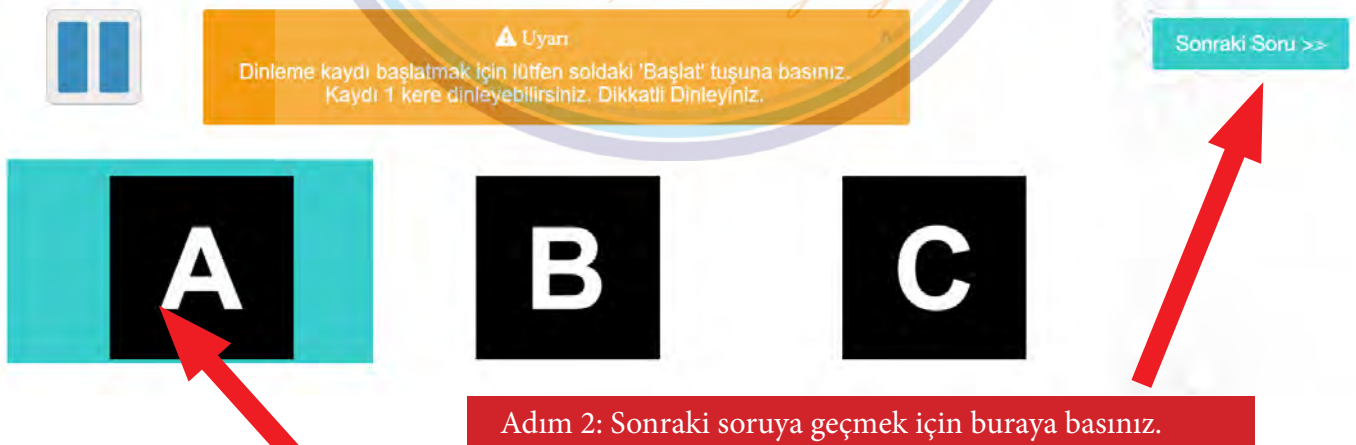 Uyarı
Dinleme kaydı başlatmak için lütfen soldaki 'Başlat' tuşuna basınız.
Kaydı 1 kere dinleyebilirsiniz. Dikkatli Dinleyiniz.
Sonraki Soru >>
A
B
C
Adım 2: Sonraki soruya geçmek için buraya basınız.